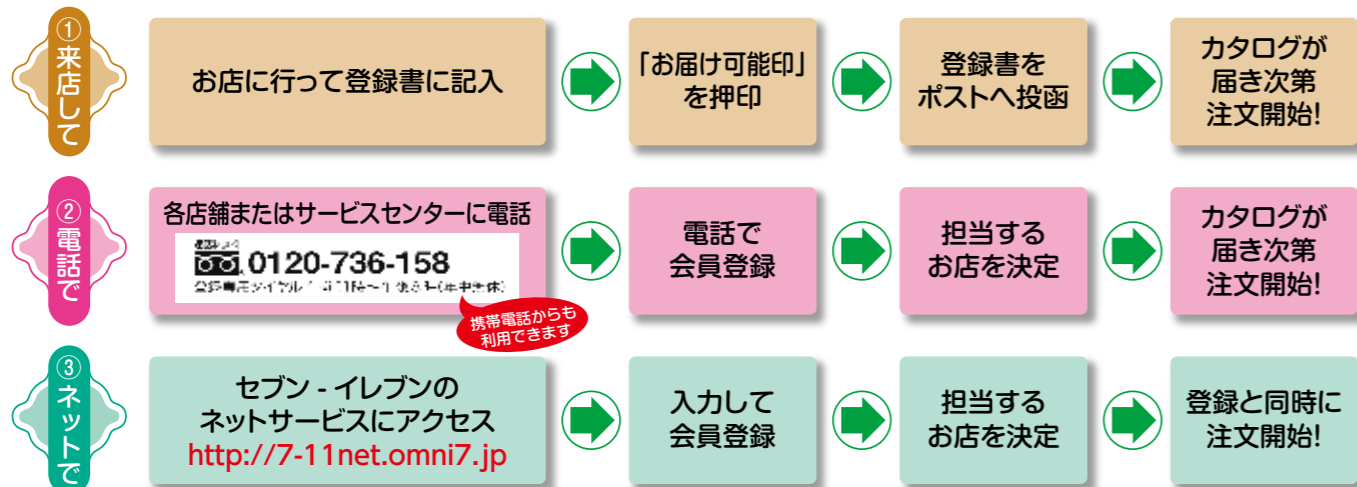 ①来店して
お店に行って登録書に記入
「お届け可能印」
を押印
登録書を
ポストへ投函
カタログが
届き次第
注文開始!
②電話で
各店舗またはサービスセンターに電話
0120-736-158
携帯電話からも
利用できます
電話で
会員登録
担当する
お店を決定
カタログが
届き次第
注文開始!
③ネットで
セブン‐イレブンの
ネットサービスにアクセス
http://7-11net.omni7.jp
入力して
会員登録
担当する
お店を決定
登録と同時に
注文開始!